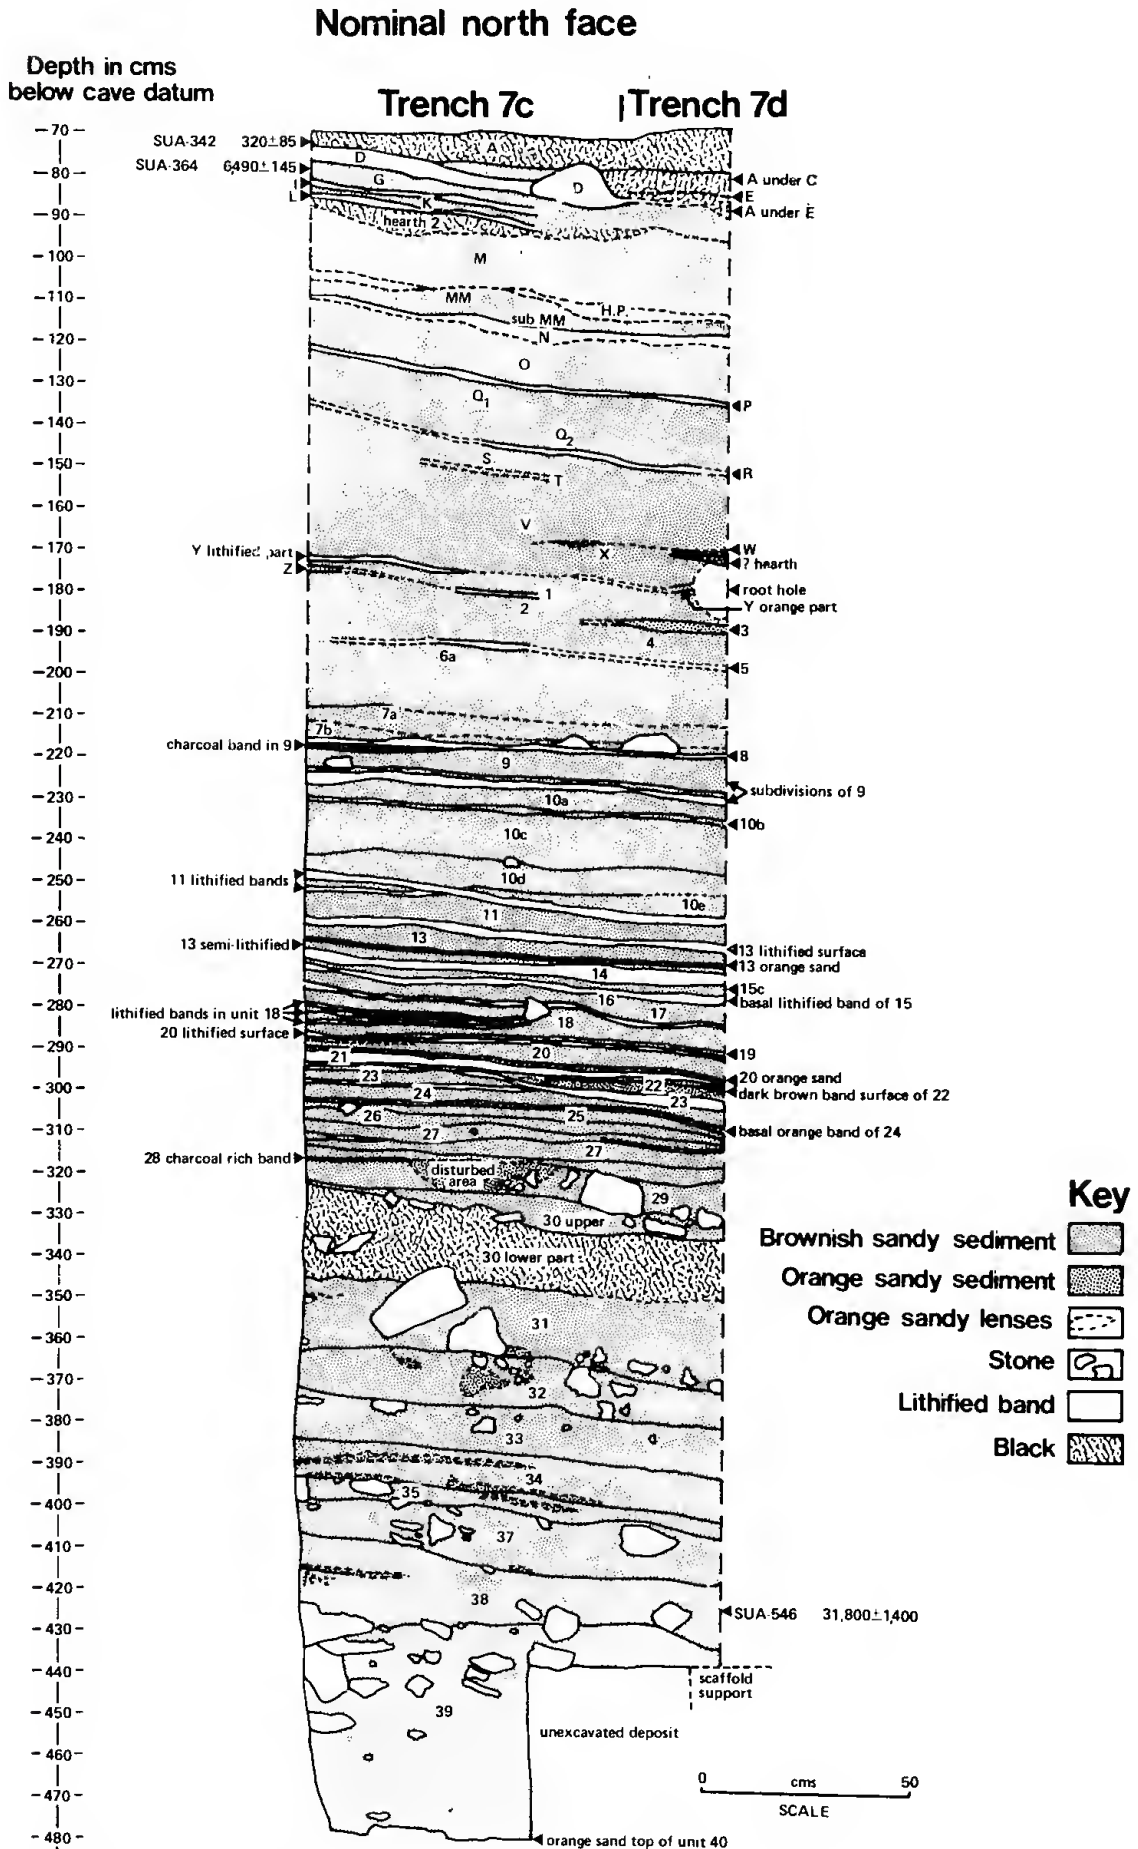 Nominal north face
Depth in cms
below cave datum
Trench 7c
Trench 7d
-70-
-80-
-90-
-100-
-110-
-120-
-130-
-140-
-150-
-160-
-170-
-180-
-190-
-200-
-210-
-220-
-230-
-240-
-250-
-260-
-270-
-280-
-290-
-300-
-310-
-320-
-330-
-340-
-350-
-360-
-370-
-380-
-390-
-400-
-410-
-420-
-430-
-440-
-450-
-460-
-470-
-480-
SUA-342 320±85
SUA-364 6,490±145
I
L
A
D
G
D
K
hearth 2
A under C
E
A under E
M
MM
H.P.
sub MM
N
O
P
Q1
Q2
R
S
T
V
W
X
? hearth
Y lithified part
Z
root hole
Y orange part
1
2
3
4
5
6a
7a
7b
charcoal band in 9
8
9
subdivisions of 9
10a
10b
10c
10d
11 lithified bands
10e
11
13
13 semi-lithified
13 lithified surface
13 orange sand
14
15c
16
basal lithified band of 15
17
lithified bands in unit 18
18
20 lithified surface
19
20
21
20 orange sand
22
dark brown band surface of 22
23
23
24
25
26
basal orange band of 24
27
27
28 charcoal rich band
disturbed
area
29
30 upper
30 lower part
31
32
33
34
35
37
38
SUA-546 31,800±1,400
scaffold
support
39
unexcavated deposit
0 cms 50
SCALE
orange sand top of unit 40
Key
Brownish sandy sediment
Orange sandy sediment
Orange sandy lenses
Stone
Lithified band
Black